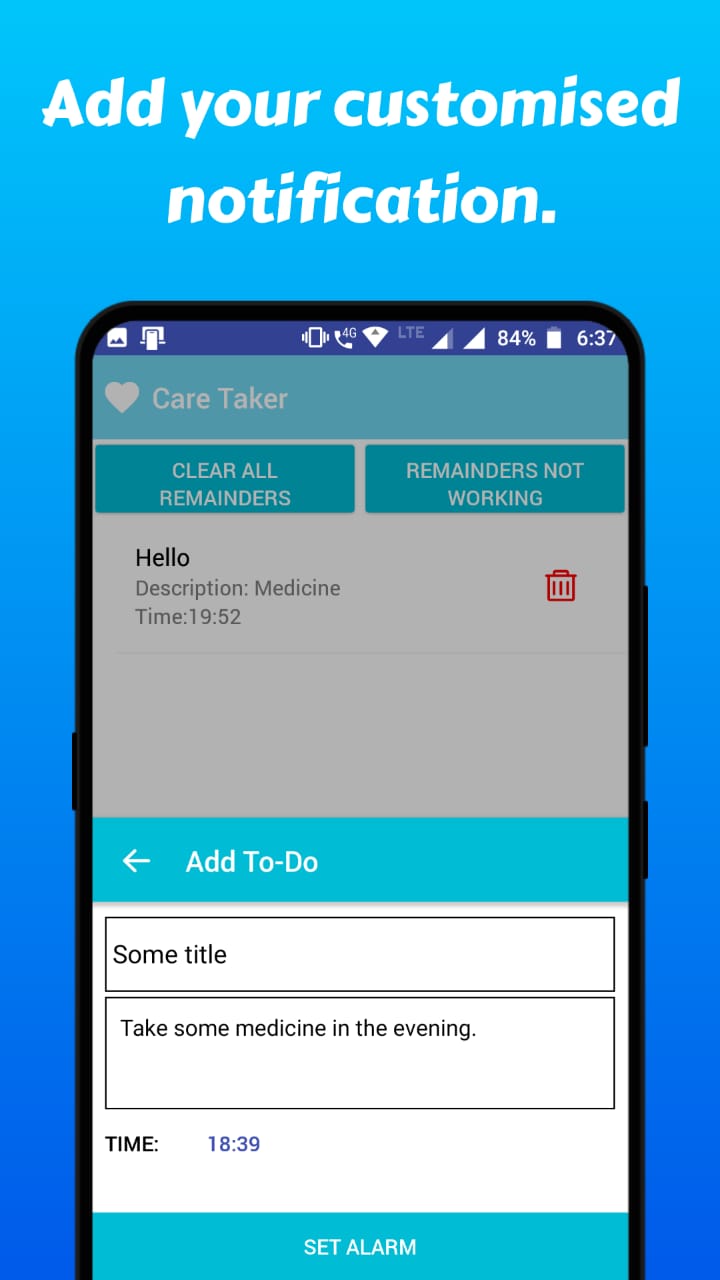 Add your customised
notification.
4G LTE 84% 6:37
Care Taker
CLEAR ALL
REMAINDERS
REMAINDERS NOT
WORKING
Hello
Description: Medicine
Time:19:52
Add To-Do
Some title
Take some medicine in the evening.
TIME: 18:39
SET ALARM